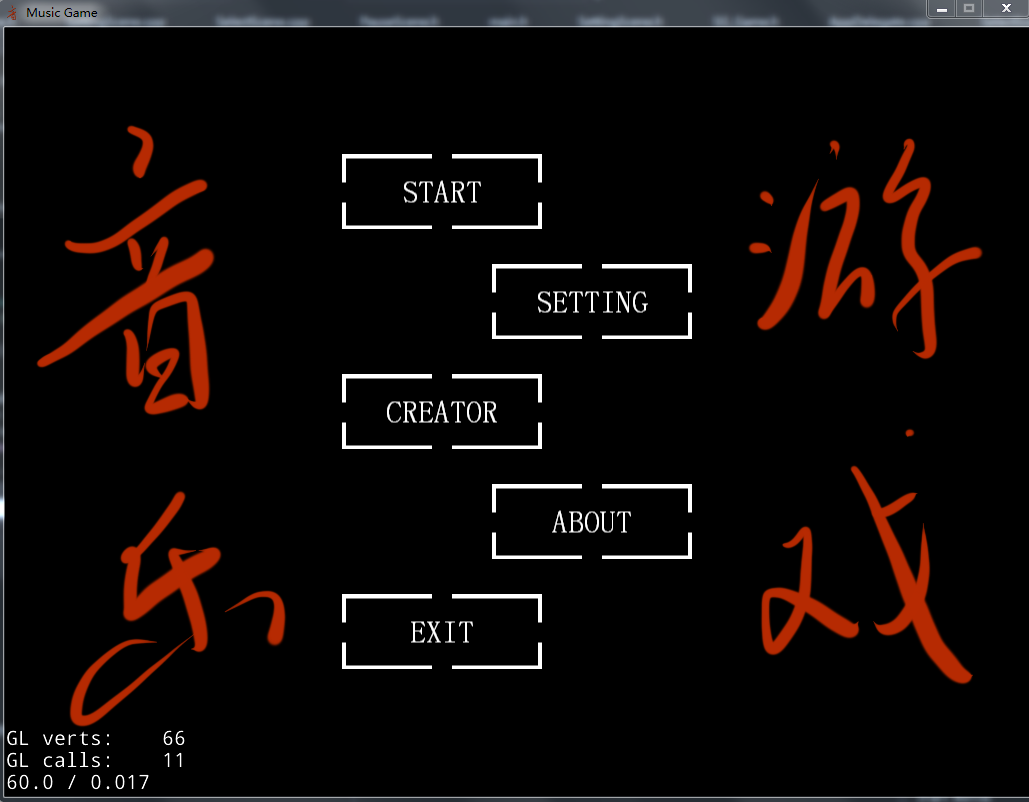 Music Game
音乐
游戏
START
SETTING
CREATOR
ABOUT
EXIT
GL verts: 66
GL calls: 11
60.0 / 0.017